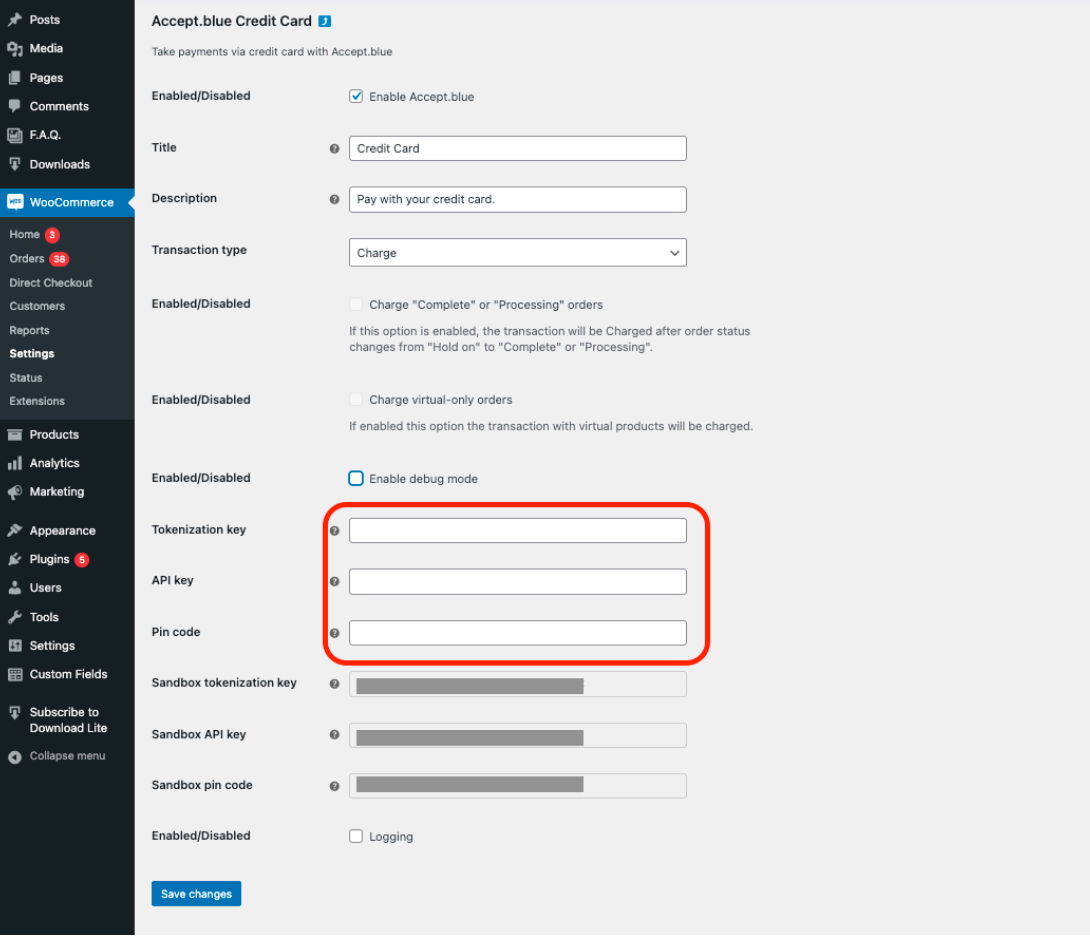 Posts
Media
Pages
Comments
F.A.Q.
Downloads
WooCommerce
Home 3
Orders 38
Direct Checkout
Customers
Reports
Settings
Status
Extensions
Products
Analytics
Marketing
Appearance
Plugins 5
Users
Tools
Settings
Custom Fields
Subscribe to
Download Lite
Collapse menu
Accept.blue Credit Card
Take payments via credit card with Accept.blue
Enabled/Disabled
Enable Accept.blue
Title
Credit Card
Description
Pay with your credit card.
Transaction type
Charge
Enabled/Disabled
Charge "Complete" or "Processing" orders
If this option is enabled, the transaction will be Charged after order status
changes from "Hold on" to "Complete" or "Processing".
Enabled/Disabled
Charge virtual-only orders
If enabled this option the transaction with virtual products will be charged.
Enabled/Disabled
Enable debug mode
Tokenization key
API key
Pin code
Sandbox tokenization key
Sandbox API key
Sandbox pin code
Enabled/Disabled
Logging
Save changes